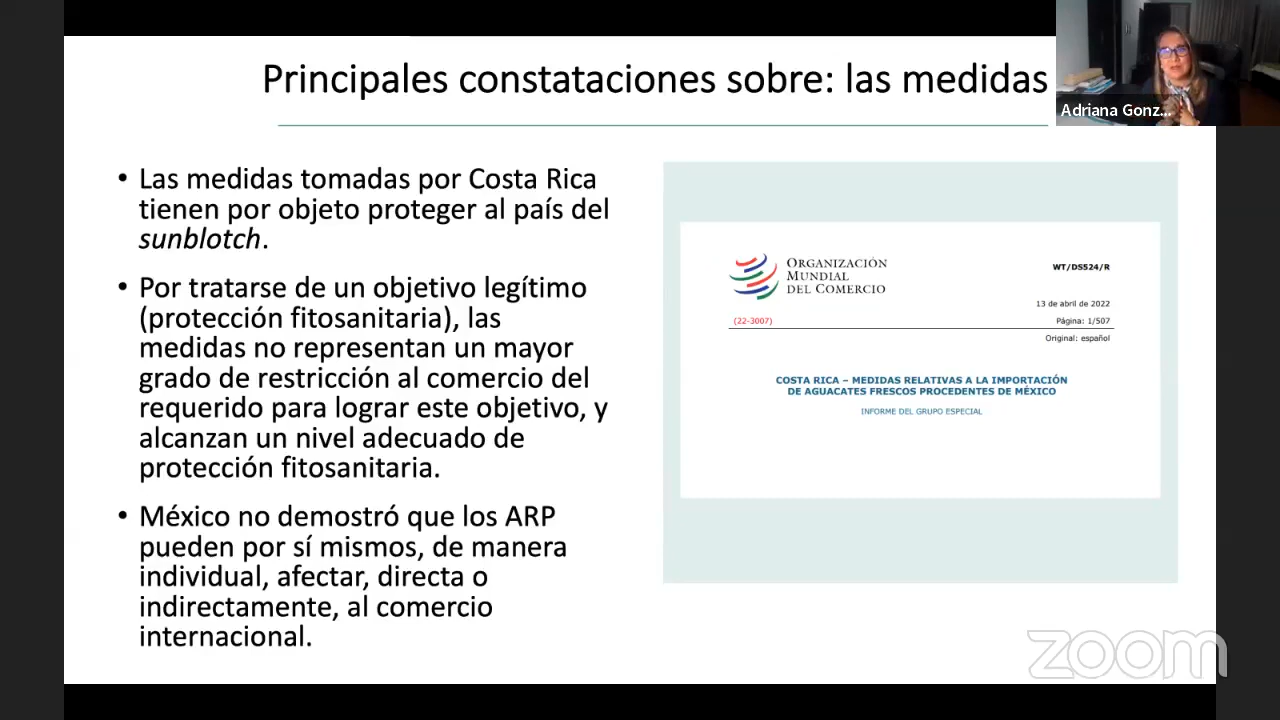 Principales constataciones sobre: las medidas
Adriana Gonz...
• Las medidas tomadas por Costa Rica
tienen por objeto proteger al país del
sunblotch.
• Por tratarse de un objetivo legítimo
(protección fitosanitaria), las
medidas no representan un mayor
grado de restricción al comercio del
requerido para lograr este objetivo, y
alcanzan un nivel adecuado de
protección fitosanitaria.
• México no demostró que los ARP
pueden por sí mismos, de manera
individual, afectar, directa o
indirectamente, al comercio
internacional.
ORGANIZACIÓN
MUNDIAL
DEL COMERCIO
WT/DS524/R
13 de abril de 2022
(22-3007)
Página: 1/507
Original: español
COSTA RICA – MEDIDAS RELATIVAS A LA IMPORTACIÓN
DE AGUACATES FRESCOS PROCEDENTES DE MÉXICO
INFORME DEL GRUPO ESPECIAL
zoom